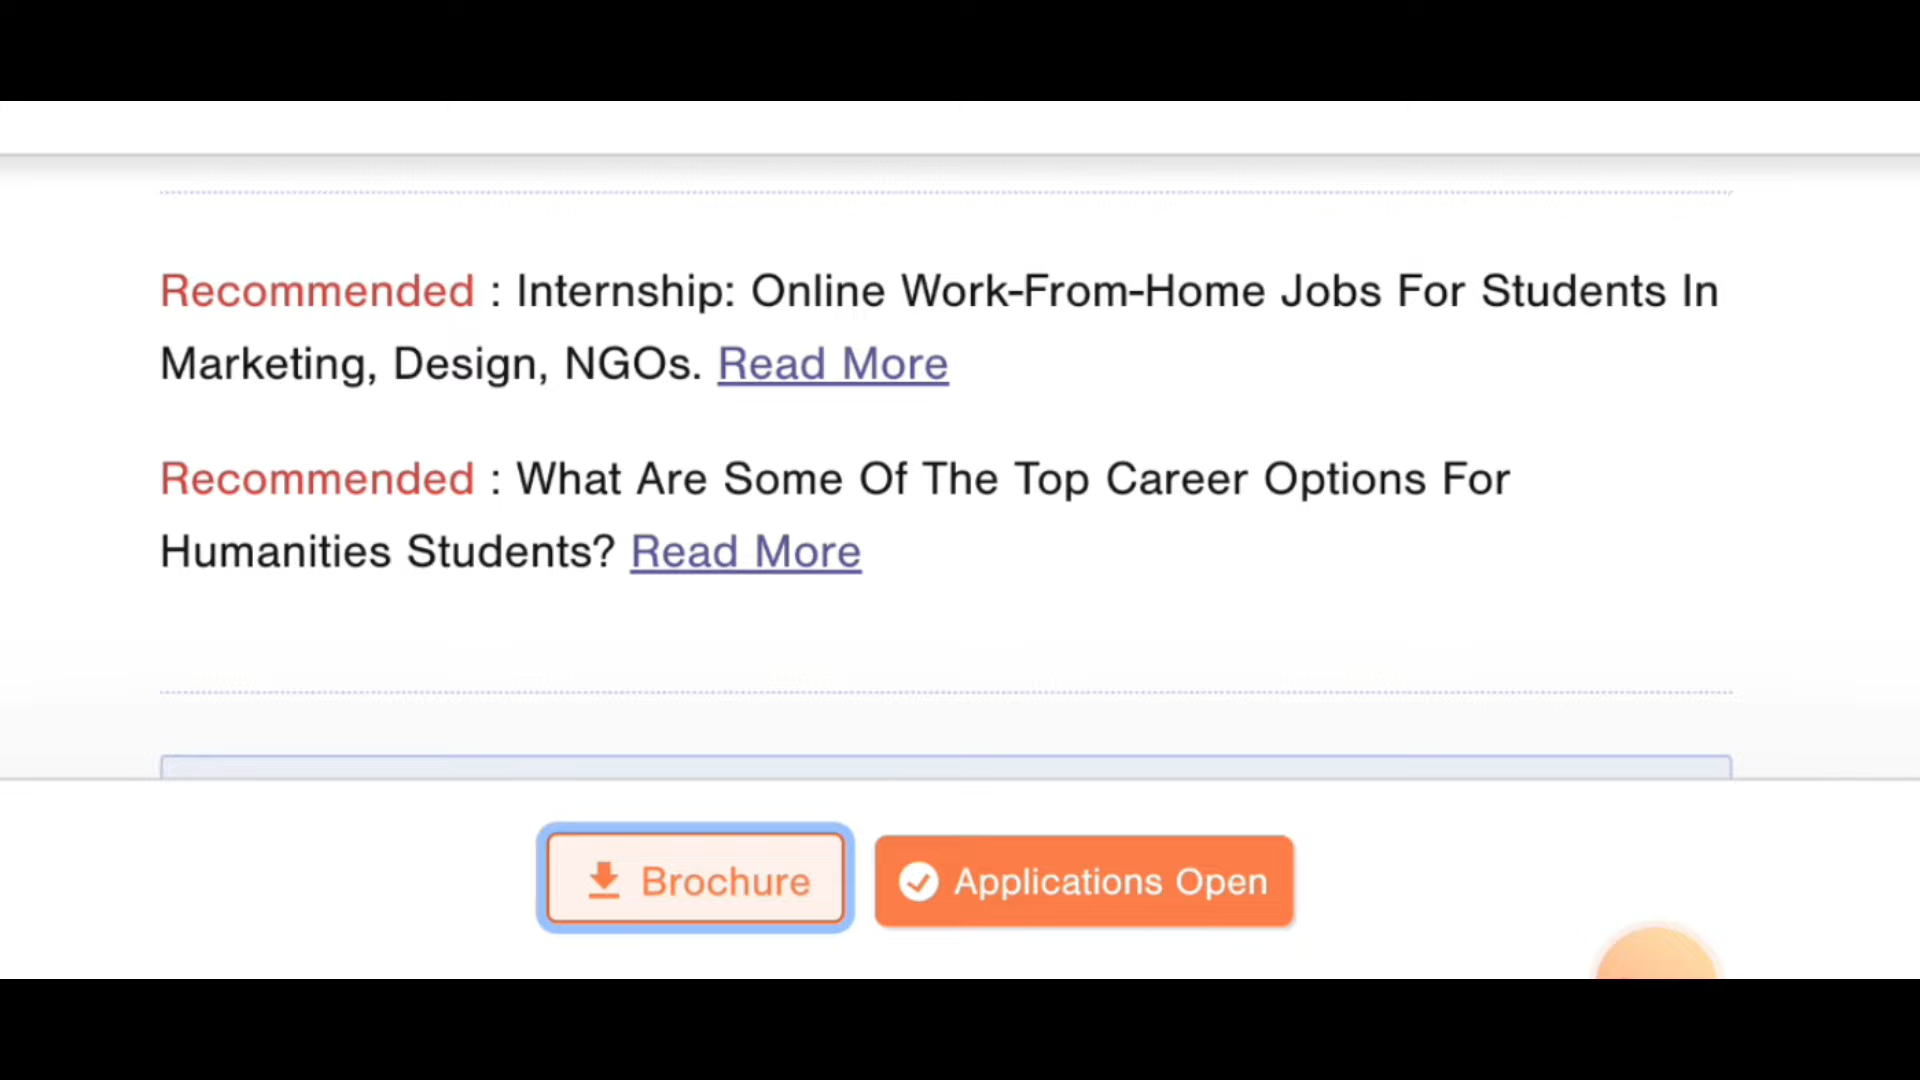 Recommended : Internship: Online Work-From-Home Jobs For Students In
Marketing, Design, NGOs. Read More
Recommended : What Are Some Of The Top Career Options For
Humanities Students? Read More
Brochure
Applications Open